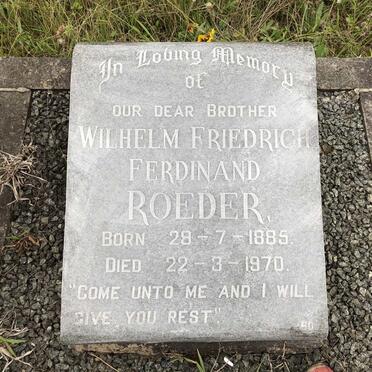 In Loving Memory
of
OUR DEAR BROTHER
WILHELM FRIEDRICH
FERDINAND
ROEDER,
BORN 29-7-1885.
DIED 22-3-1970.
"COME UNTO ME AND I WILL
GIVE YOU REST"